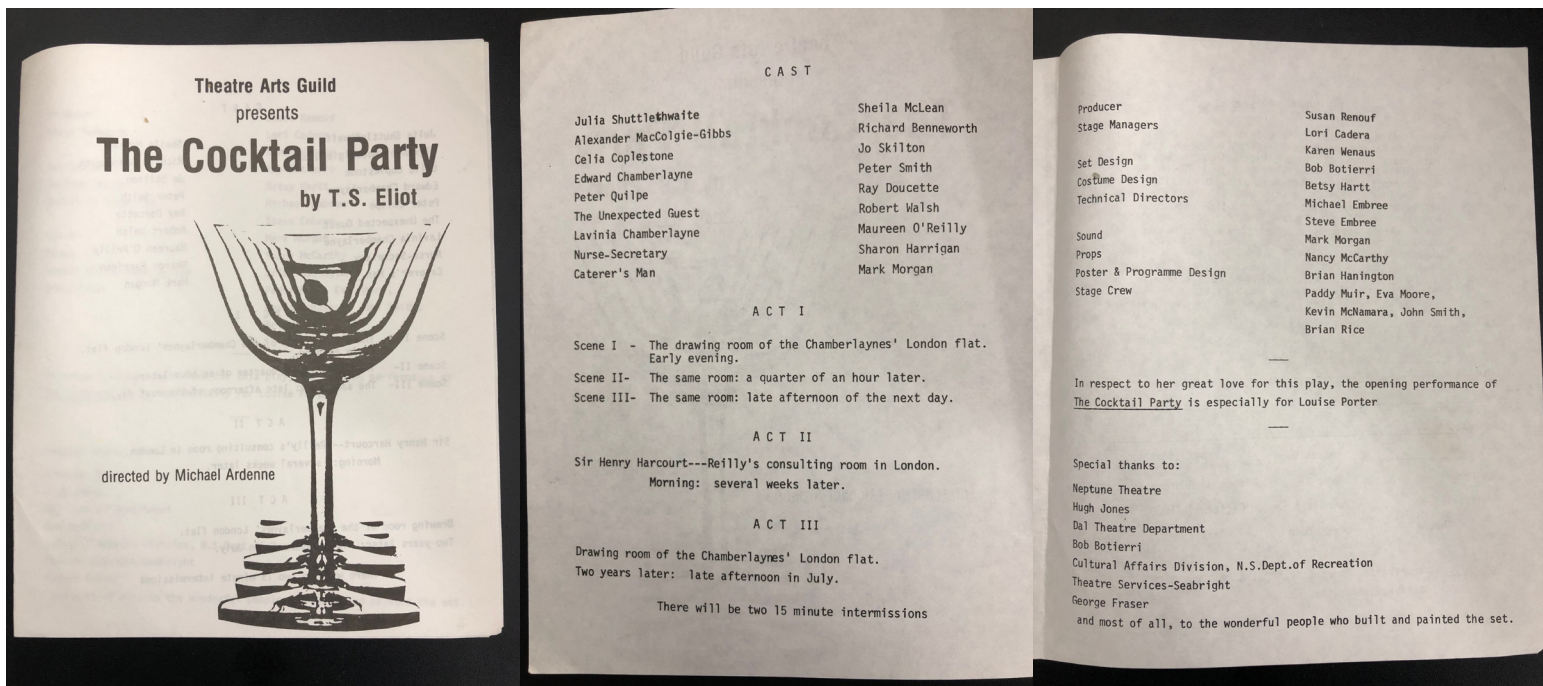 Theatre Arts Guild
presents
The Cocktail Party
by T.S. Eliot
directed by Michael Ardenne
CAST
Julia Shuttlethwaite Sheila McLean
Alexander MacColgie-Gibbs Richard Benneworth
Celia Coplestone Jo Skilton
Edward Chamberlayne Peter Smith
Peter Quilpe Ray Doucette
The Unexpected Guest Robert Walsh
Lavinia Chamberlayne Maureen O'Reilly
Nurse-Secretary Sharon Harrigan
Caterer's Man Mark Morgan
ACT I
Scene I - The drawing room of the Chamberlaynes' London flat.
Early evening.
Scene II- The same room: a quarter of an hour later.
Scene III- The same room: late afternoon of the next day.
ACT II
Sir Henry Harcourt---Reilly's consulting room in London.
Morning: several weeks later.
ACT III
Drawing room of the Chamberlaynes' London flat.
Two years later: late afternoon in July.
There will be two 15 minute intermissions
Producer Susan Renouf
Stage Managers Lori Cadera
Karen Wenaus
Set Design Bob Botierri
Costume Design Betsy Hartt
Technical Directors Michael Embree
Steve Embree
Sound Mark Morgan
Props Nancy McCarthy
Poster & Programme Design Brian Hanington
Stage Crew Paddy Muir, Eva Moore,
Kevin McNamara, John Smith,
Brian Rice
In respect to her great love for this play, the opening performance of
The Cocktail Party is especially for Louise Porter
Special thanks to:
Neptune Theatre
Hugh Jones
Dal Theatre Department
Bob Botierri
Cultural Affairs Division, N.S.Dept.of Recreation
Theatre Services-Seabright
George Fraser
and most of all, to the wonderful people who built and painted the set.